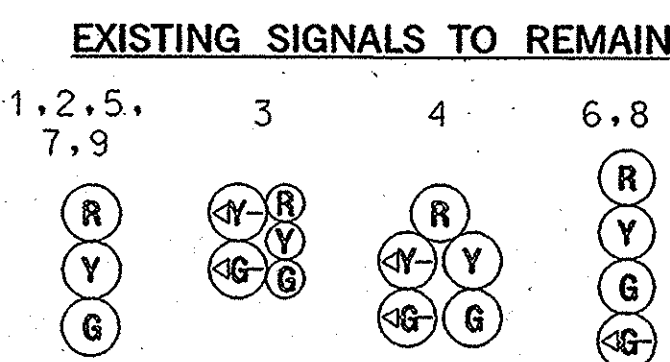 EXISTING SIGNALS TO REMAIN
1,2,5,
7,9
3
4
6,8
R
Y
G
Y R
Y
G G
R
Y Y
G G
R
Y
G
G